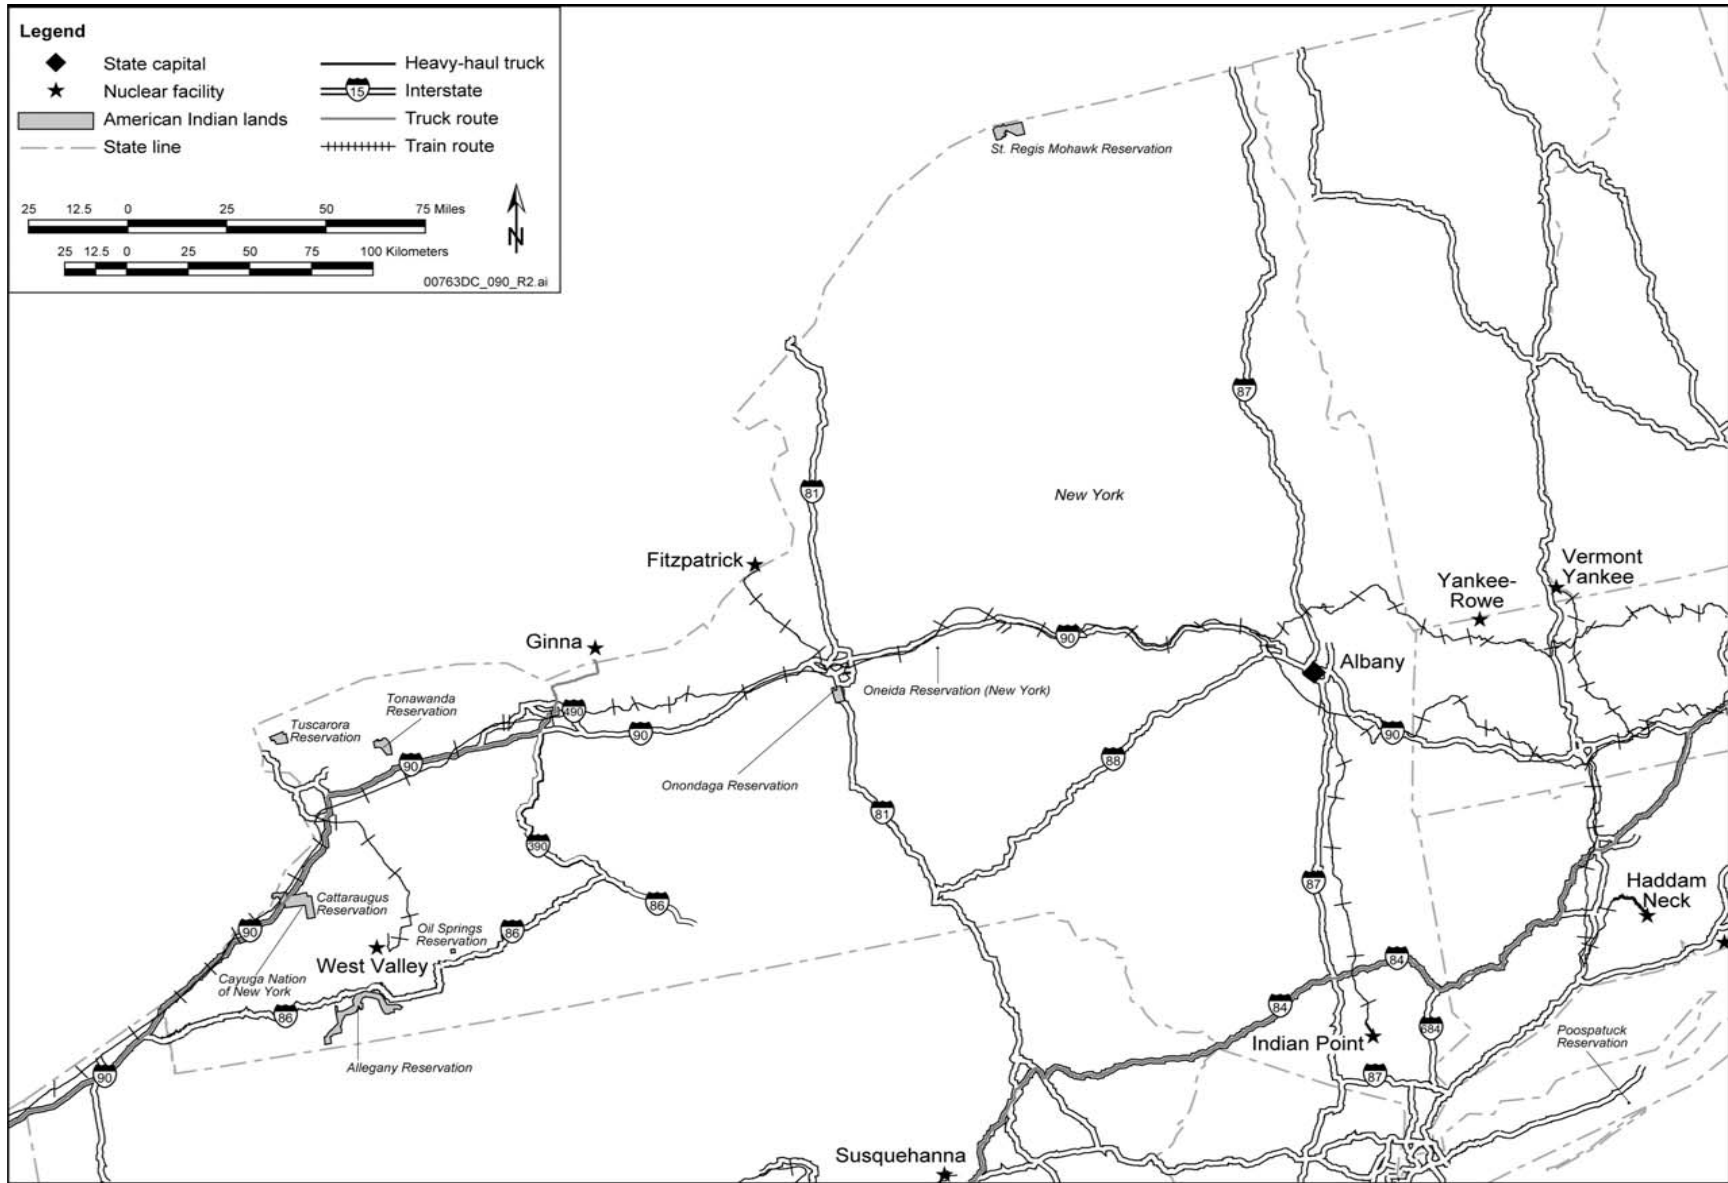 Legend
State capital
Nuclear facility
American Indian lands
State line
Heavy-haul truck
15
Interstate
Truck route
Train route
25 12.5 0 25 50 75 Miles
25 12.5 0 25 50 75 100 Kilometers
N
00763DC_090_R2.ai
St. Regis Mohawk Reservation
87
81
New York
Fitzpatrick
Vermont
Yankee
Yankee-
Rowe
Ginna
90
Albany
Oneida Reservation (New York)
Tonawanda
Reservation
490
Tuscarora
Reservation
90
90
90
88
Onondaga Reservation
81
390
87
Haddam
Neck
Cattaraugus
Reservation
86
90
Oil Springs
Reservation
86
West Valley
84
Cayuga Nation
of New York
84
86
684
Indian Point
Poospatuck
Reservation
Allegany Reservation
90
87
Susquehanna